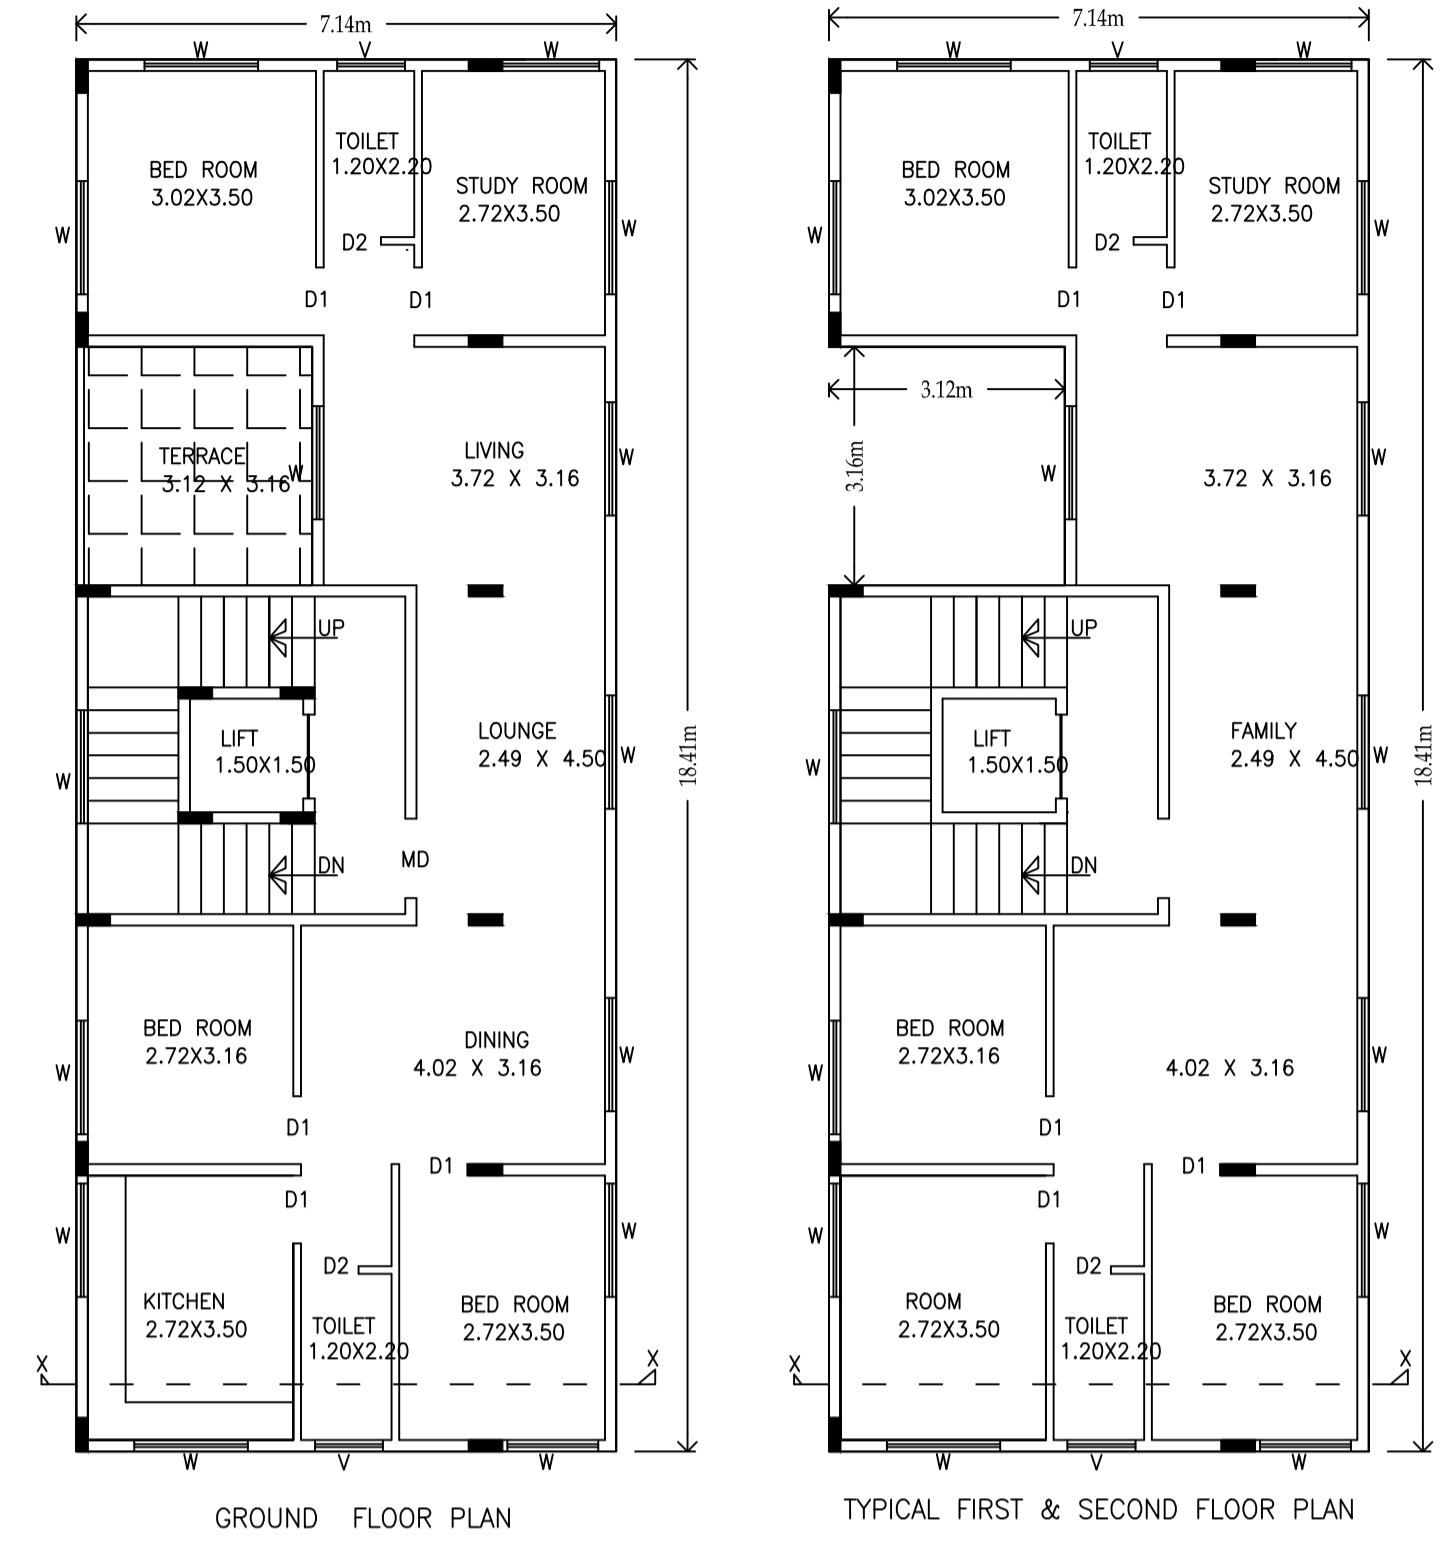 7.14m
W V W
BED ROOM
3.02X3.50
TOILET
1.20X2.20
STUDY ROOM
2.72X3.50
W
W
D2
D1 D1
TERRACE
3.12 X 3.16
W
LIVING
3.72 X 3.16
W
UP
LIFT
1.50X1.50
LOUNGE
2.49 X 4.50
W
W
18.41m
DN
MD
BED ROOM
2.72X3.16
DINING
4.02 X 3.16
W
W
D1
D1
D1
W
W
D2
KITCHEN
2.72X3.50
TOILET
1.20X2.20
BED ROOM
2.72X3.50
X X
W V W
GROUND FLOOR PLAN
7.14m
W V W
BED ROOM
3.02X3.50
TOILET
1.20X2.20
STUDY ROOM
2.72X3.50
W
W
D2
D1 D1
3.12m
3.16m
W
3.72 X 3.16
W
UP
LIFT
1.50X1.50
FAMILY
2.49 X 4.50
W
W
18.41m
DN
BED ROOM
2.72X3.16
4.02 X 3.16
W
W
D1
D1
D1
W
W
D2
ROOM
2.72X3.50
TOILET
1.20X2.20
BED ROOM
2.72X3.50
X X
W V W
TYPICAL FIRST & SECOND FLOOR PLAN